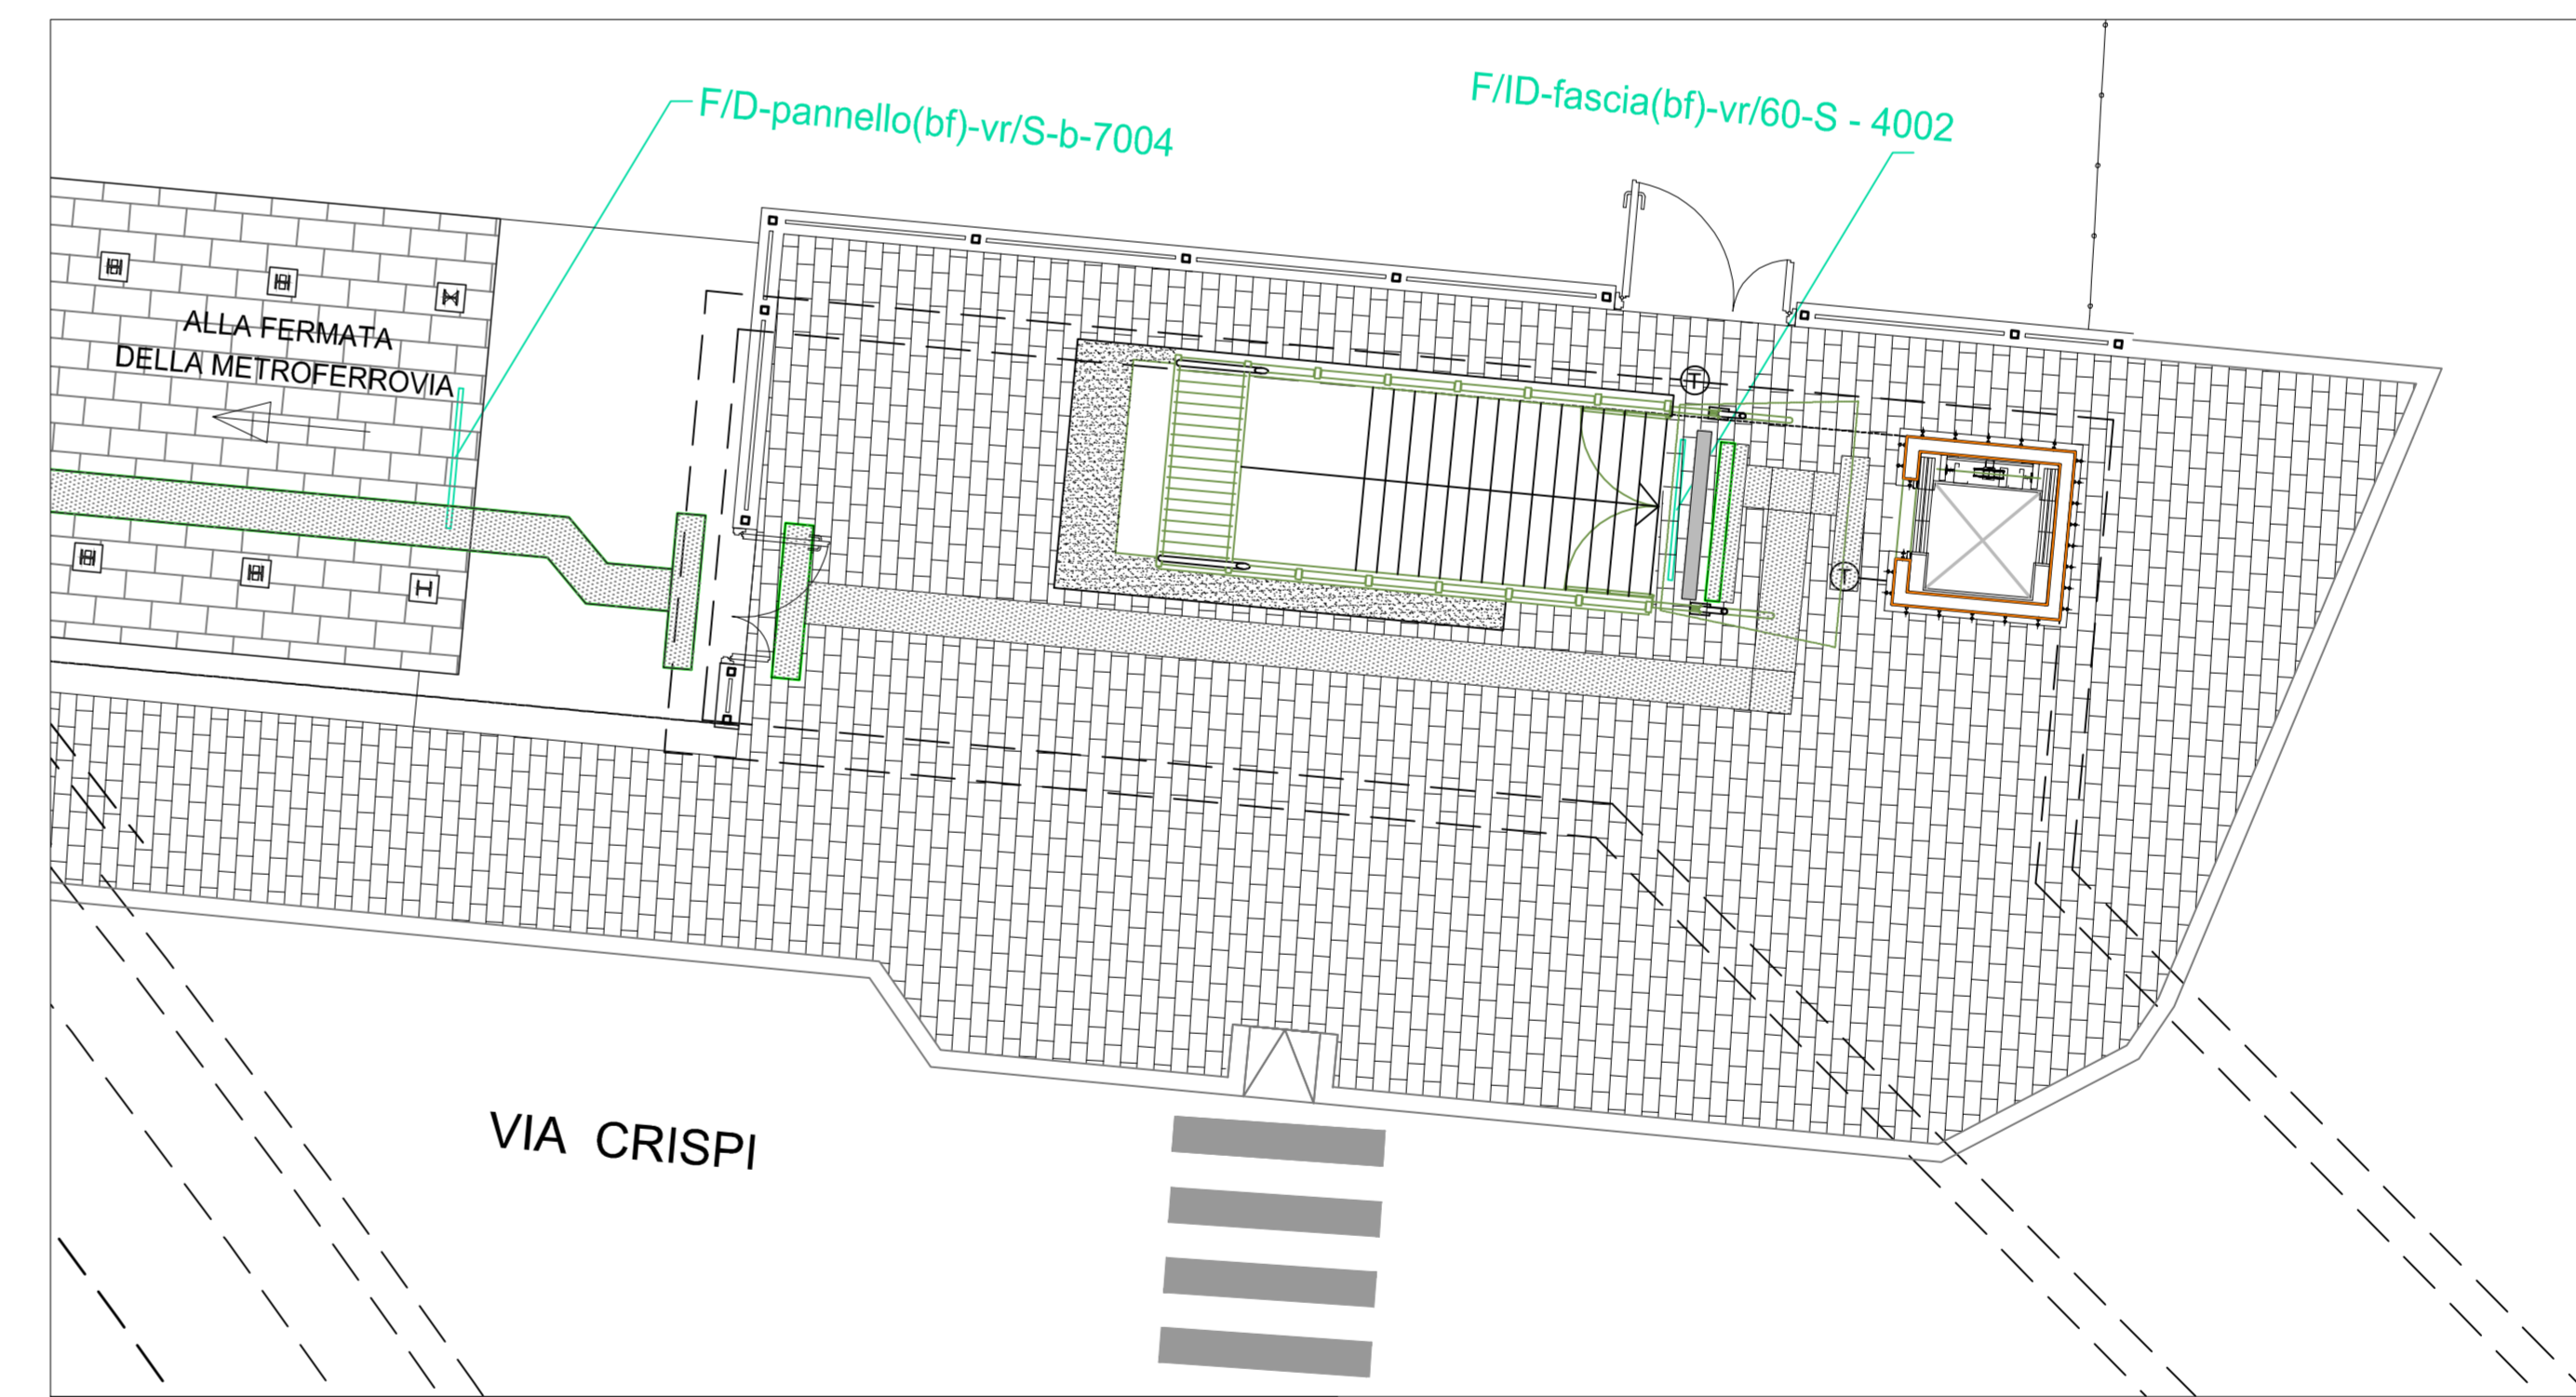 F/D-pannello(bf)-vr/S-b-7004
F/ID-fascia(bf)-vr/60-S - 4002
ALLA FERMATA
DELLA METROFERROVIA
T
T
H
VIA CRISPI